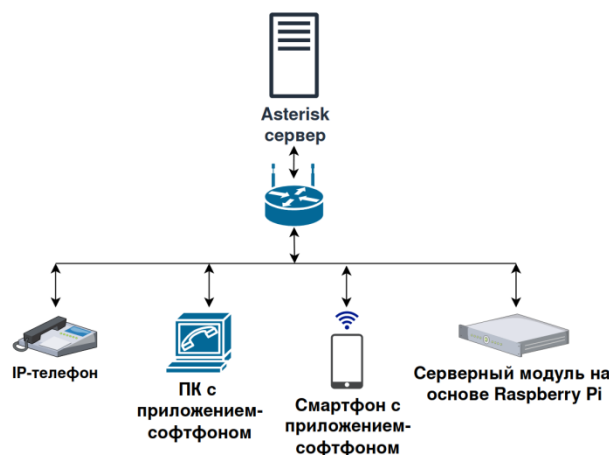 Asterisk
сервер
IP-телефон
ПК с
приложением-
софтфоном
Смартфон с
приложением-
софтфоном
Серверный модуль на
основе Raspberry Pi